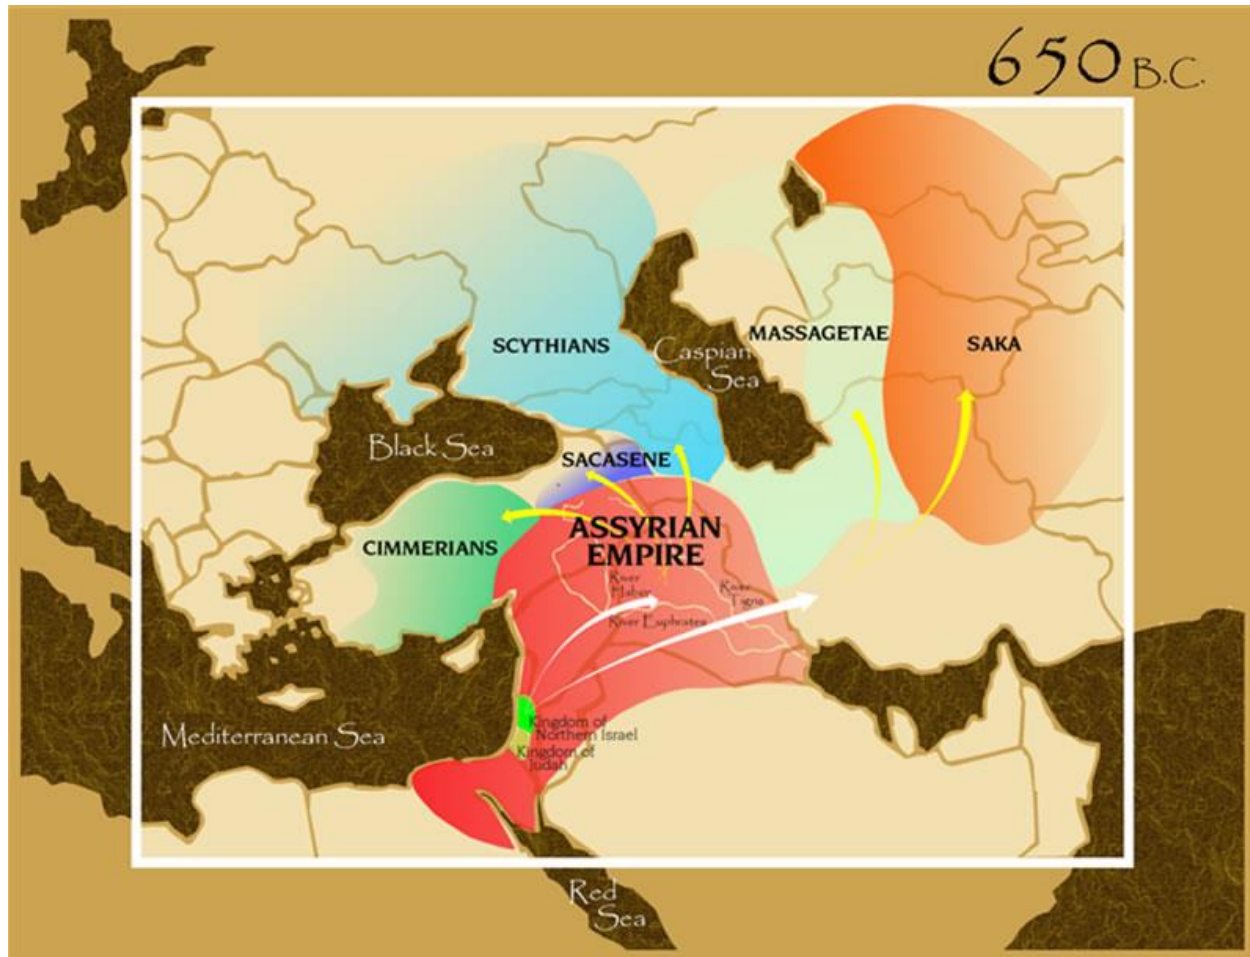 650 B.C.
SCYTHIANS
MASSAGETAE
SAKA
Caspian
Sea
Black Sea
SACASENE
ASSYRIAN
EMPIRE
CIMMERIANS
River
Habur
River
Tigris
River Euphrates
Kingdom of
Northern Israel
Kingdom of
Judah
Mediterranean Sea
Red
Sea